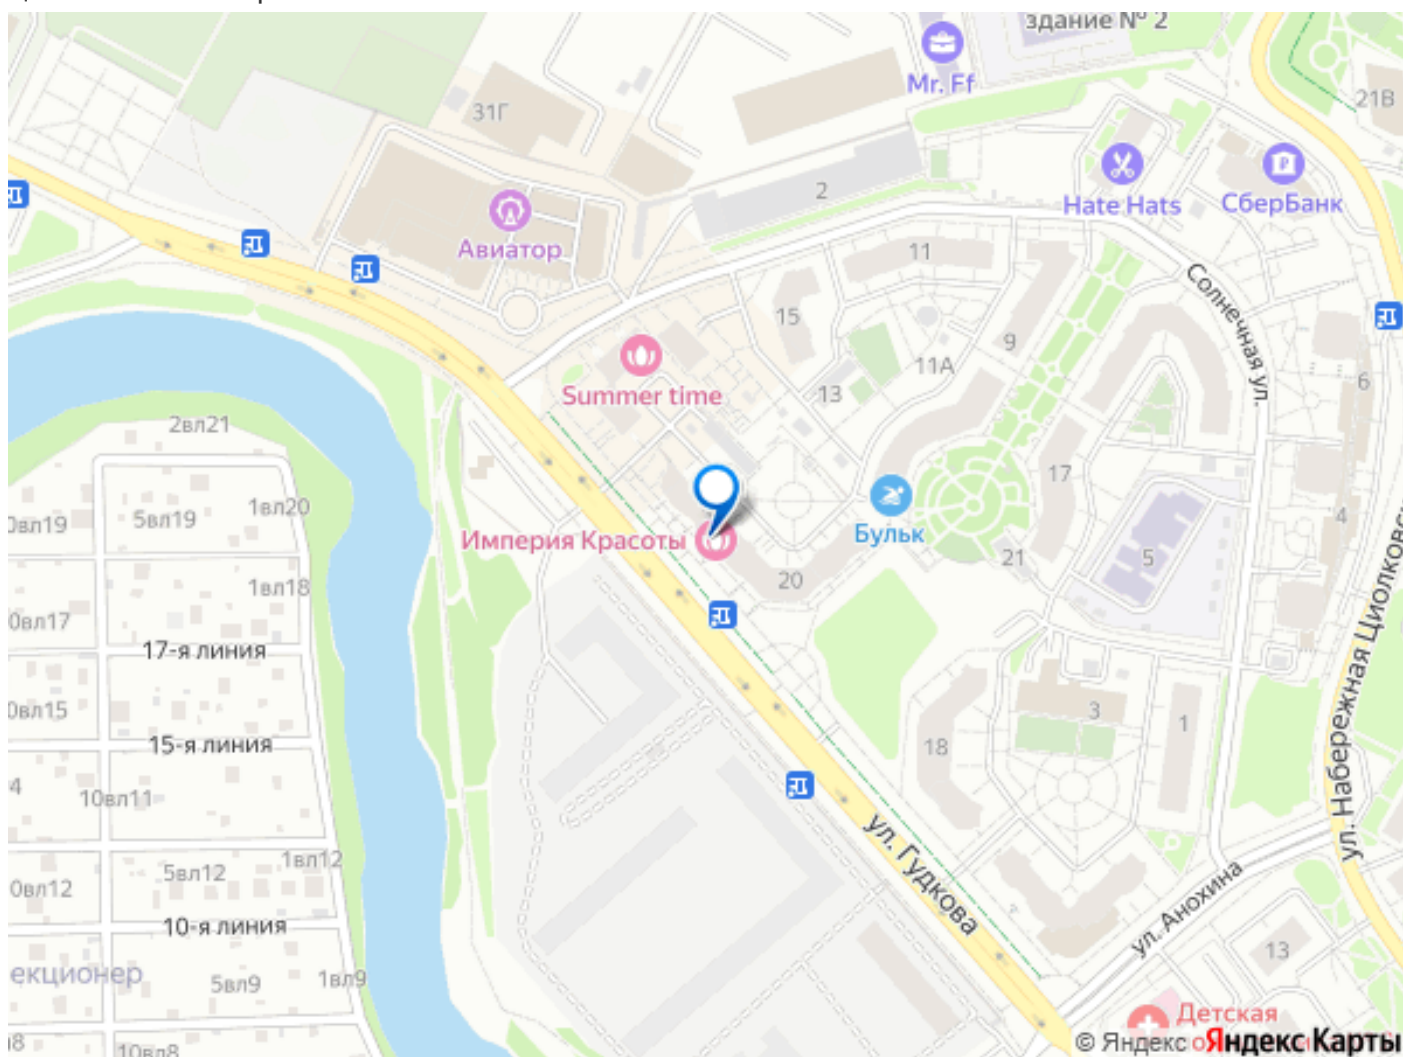 здание № 2
Mr. Ff
31Г
21В
2
Hate Hats
СберБанк
Авиатор
11
Солнечная ул.
15
9
11А
6
Summer time
13
2вл21
17
1вл20
5вл19
4
Империя Красоты
Бульк
20
21
5
1вл18
17-я линия
ул. Набережная Циолковс
3
1
15-я линия
18
4
10вл11
ул. Гудкова
1вл12
5вл12
0вл12
ул. Анохина
10-я линия
13
екционер
5вл9
1вл9
Детская
10вл8
© Яндекс Яндекс Карты